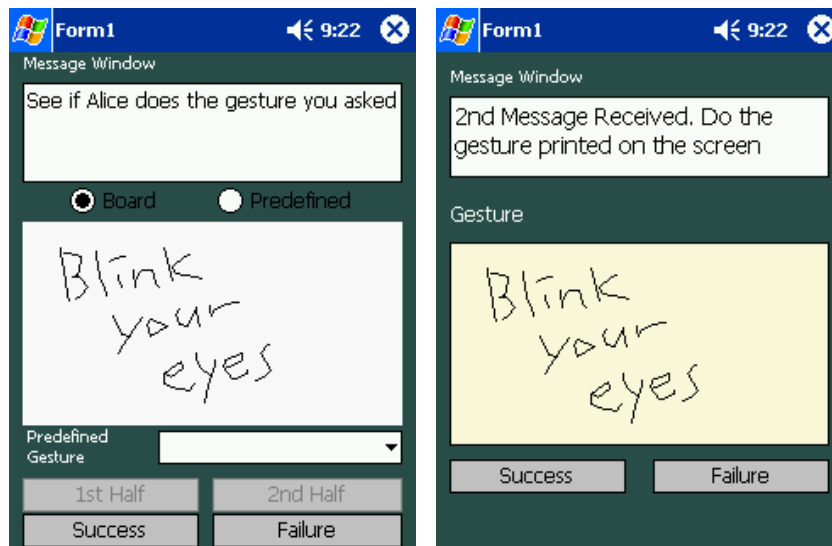 Form1
9:22
Message Window
See if Alice does the gesture you asked
Board
Predefined
Blink
your
eyes
Predefined
Gesture
1st Half
2nd Half
Success
Failure
Form1
9:22
Message Window
2nd Message Received. Do the
gesture printed on the screen
Gesture
Blink
your
eyes
Success
Failure